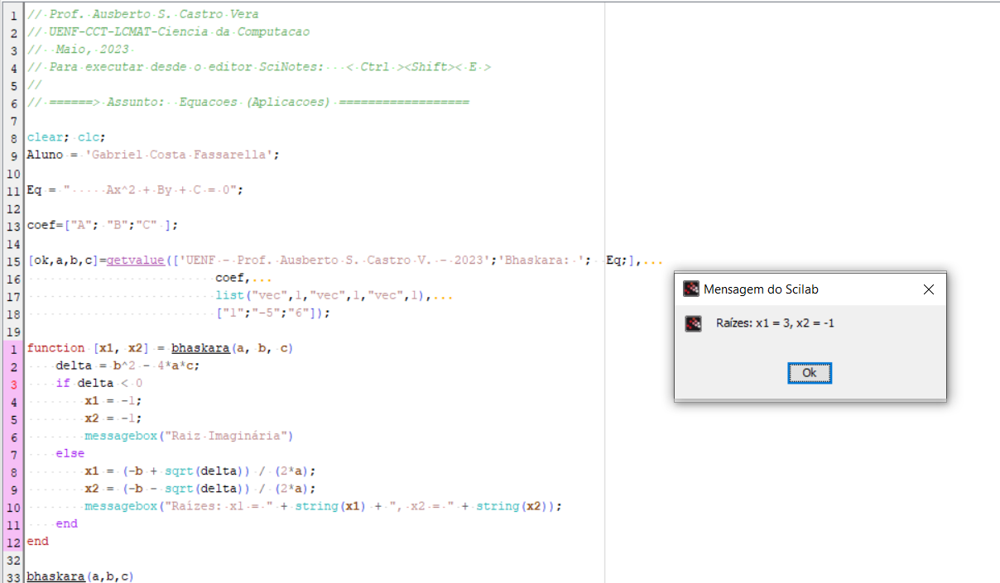 1 // Prof. Ausberto S. Castro Vera
2 // UENF-CCT-LCMAT-Ciencia da Computacao
3 // Maio, 2023
4 // Para executar desde o editor SciNotes: < Ctrl ><Shift>< E >
5 //
6 // ======> Assunto: Equacoes (Aplicacoes) ==================
7
8 clear; clc;
9 Aluno = 'Gabriel Costa Fassarella';
10
11 Eq = "     Ax^2 + By + C = 0";
12
13 coef=["A"; "B";"C" ];
14
15 [ok,a,b,c]=getvalue(['UENF - Prof. Ausberto S. Castro V. - 2023';'Bhaskara: ';  Eq;],...
16 coef,...
17 list("vec",1,"vec",1,"vec",1),...
18 ["1";"-5";"6"]);
19
1 function [x1, x2] = bhaskara(a, b, c)
2     delta = b^2 - 4*a*c;
3     if delta < 0
4         x1 = -1;
5         x2 = -1;
6         messagebox("Raiz Imaginária")
7     else
8         x1 = (-b + sqrt(delta)) / (2*a);
9         x2 = (-b - sqrt(delta)) / (2*a);
10         messagebox("Raízes: x1 = " + string(x1) + ", x2 = " + string(x2));
11     end
12 end
32
33 bhaskara(a,b,c)
Mensagem do Scilab
Raízes: x1 = 3, x2 = -1
Ok